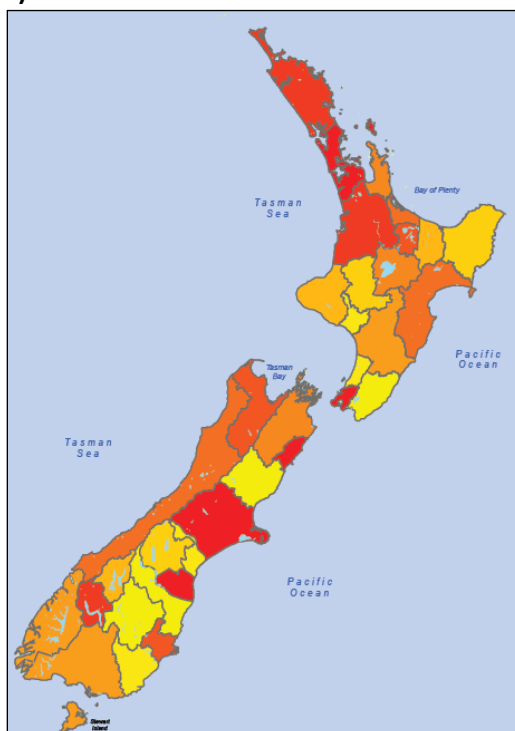 Bay of Plenty
Tasman
Sea
Pacific
Ocean
Tasman
Bay
Tasman
Sea
Pacific
Ocean
Stewart
Island